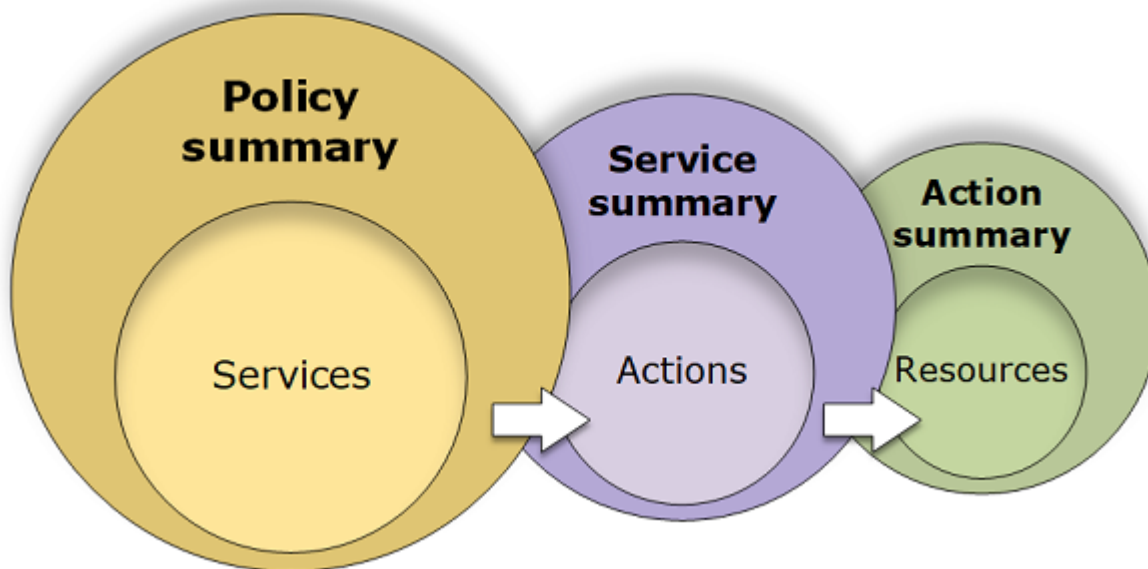 Policy
summary
Services
Service
summary
Actions
Action
summary
Resources